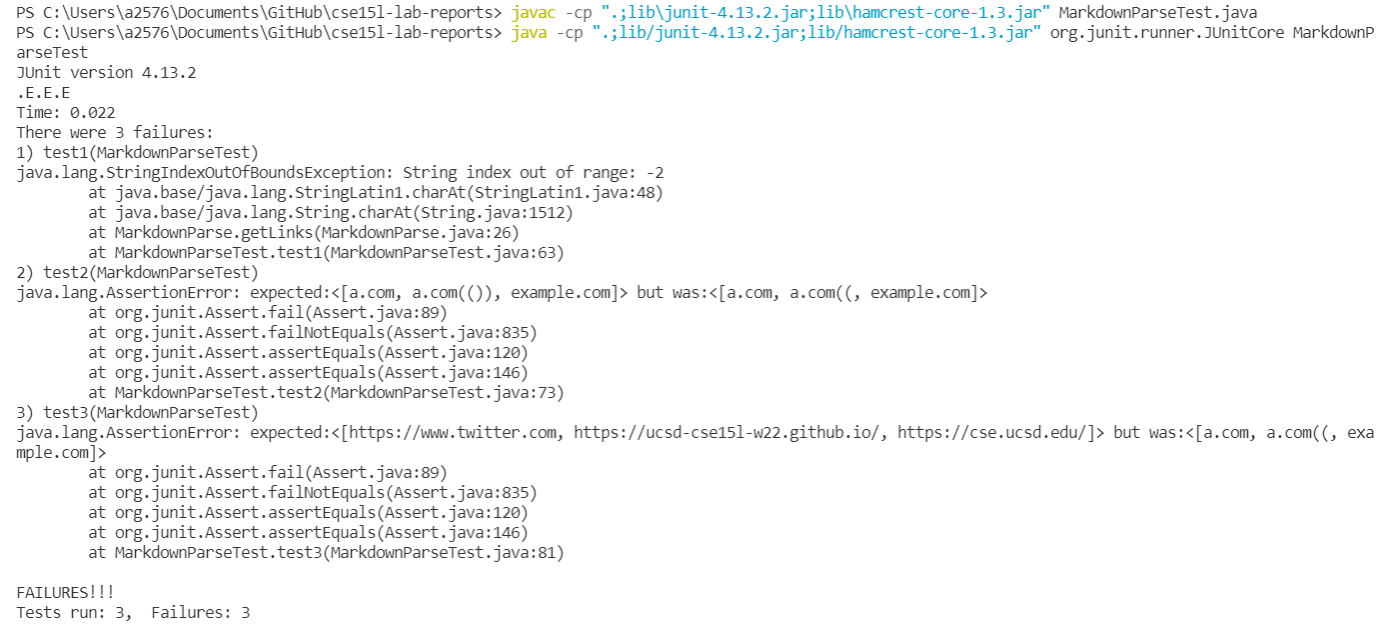 PS C:\Users\a2576\Documents\GitHub\cse15l-lab-reports> javac -cp ".;lib\junit-4.13.2.jar;lib\hamcrest-core-1.3.jar" MarkdownParseTest.java
PS C:\Users\a2576\Documents\GitHub\cse15l-lab-reports> java -cp ".;lib/junit-4.13.2.jar;lib/hamcrest-core-1.3.jar" org.junit.runner.JUnitCore MarkdownP
arseTest
JUnit version 4.13.2
.E.E.E
Time: 0.022
There were 3 failures:
1) test1(MarkdownParseTest)
java.lang.StringIndexOutOfBoundsException: String index out of range: -2
        at java.base/java.lang.StringLatin1.charAt(StringLatin1.java:48)
        at java.base/java.lang.String.charAt(String.java:1512)
        at MarkdownParse.getLinks(MarkdownParse.java:26)
        at MarkdownParseTest.test1(MarkdownParseTest.java:63)
2) test2(MarkdownParseTest)
java.lang.AssertionError: expected:<[a.com, a.com(()), example.com]> but was:<[a.com, a.com((, example.com]>
        at org.junit.Assert.fail(Assert.java:89)
        at org.junit.Assert.failNotEquals(Assert.java:835)
        at org.junit.Assert.assertEquals(Assert.java:120)
        at org.junit.Assert.assertEquals(Assert.java:146)
        at MarkdownParseTest.test2(MarkdownParseTest.java:73)
3) test3(MarkdownParseTest)
java.lang.AssertionError: expected:<[https://www.twitter.com, https://ucsd-cse15l-w22.github.io/, https://cse.ucsd.edu/]> but was:<[a.com, a.com((, exa
mple.com]>
        at org.junit.Assert.fail(Assert.java:89)
        at org.junit.Assert.failNotEquals(Assert.java:835)
        at org.junit.Assert.assertEquals(Assert.java:120)
        at org.junit.Assert.assertEquals(Assert.java:146)
        at MarkdownParseTest.test3(MarkdownParseTest.java:81)

FAILURES!!!
Tests run: 3,  Failures: 3